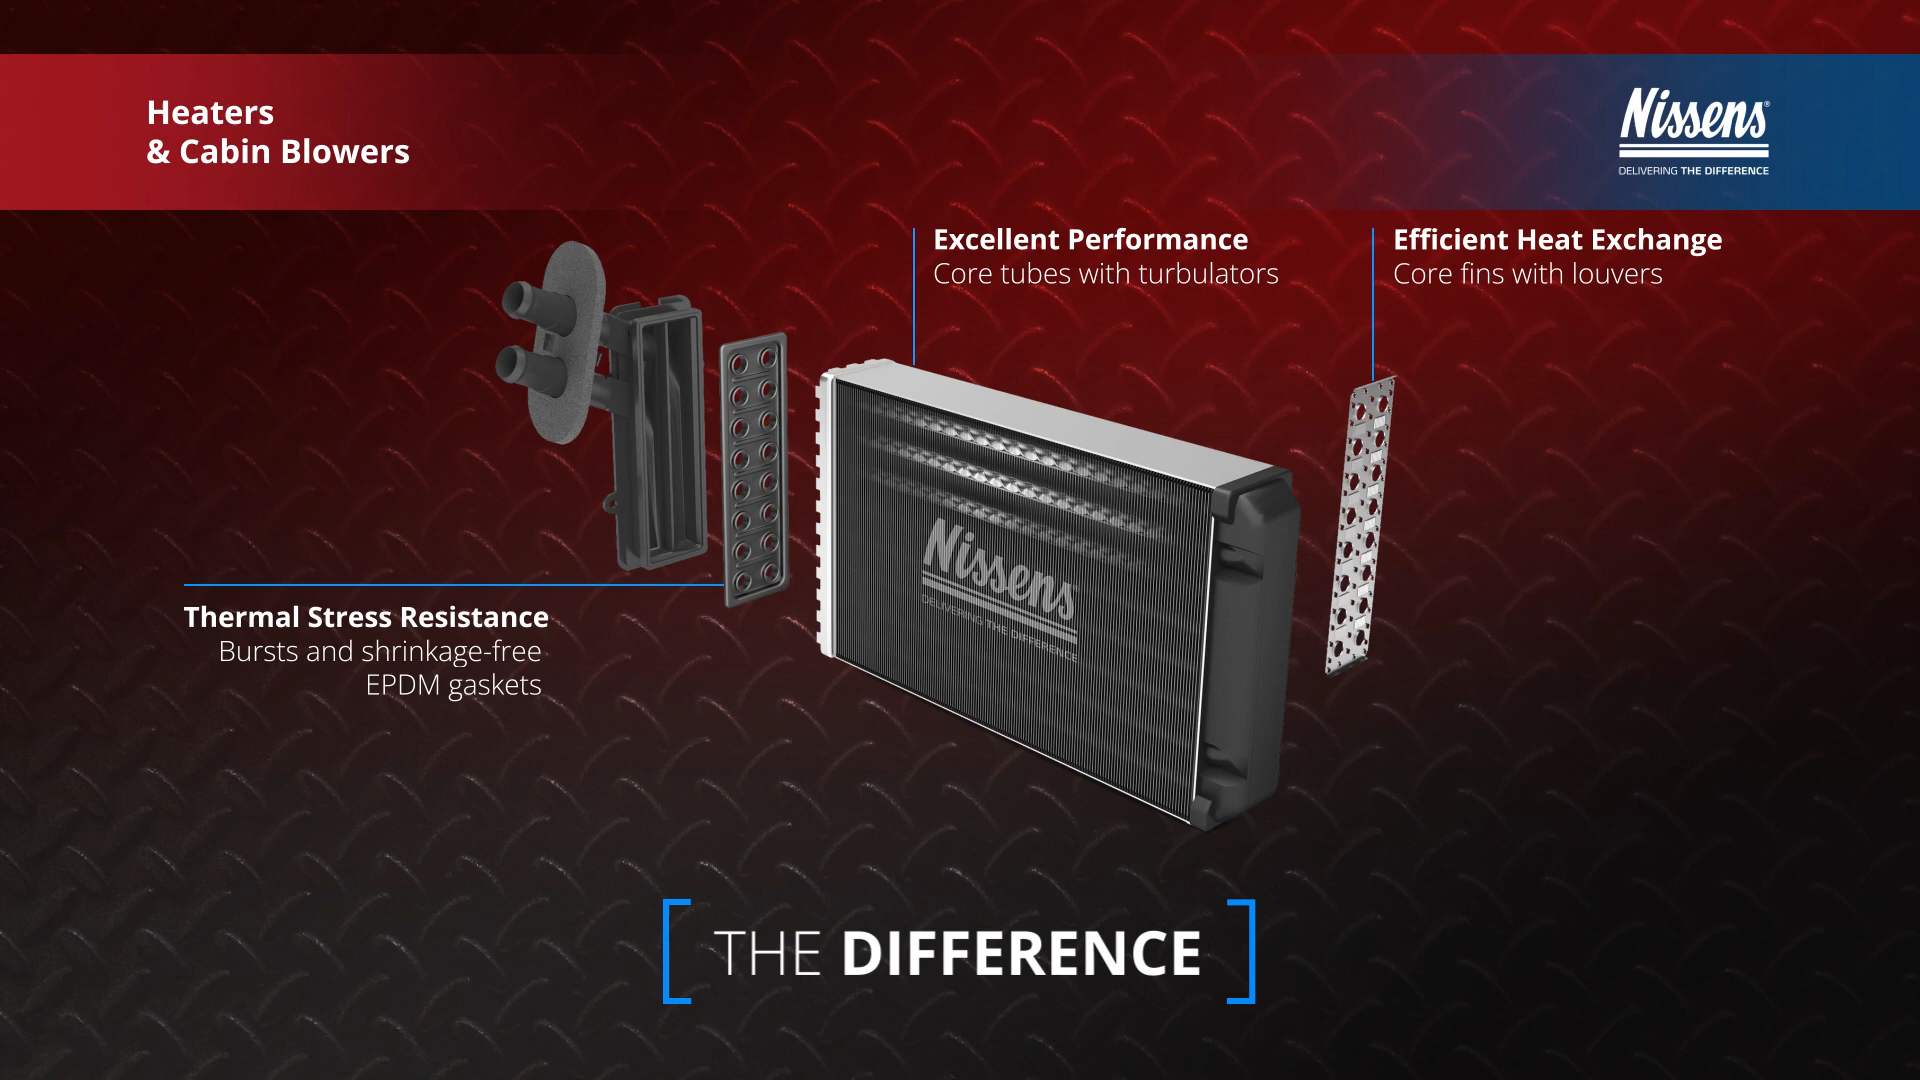 Heaters
& Cabin Blowers
Nissens®
DELIVERING THE DIFFERENCE
Excellent Performance
Core tubes with turbulators
Efficient Heat Exchange
Core fins with louvers
Nissens
DELIVERING THE DIFFERENCE
Thermal Stress Resistance
Bursts and shrinkage-free
EPDM gaskets
[THE DIFFERENCE]